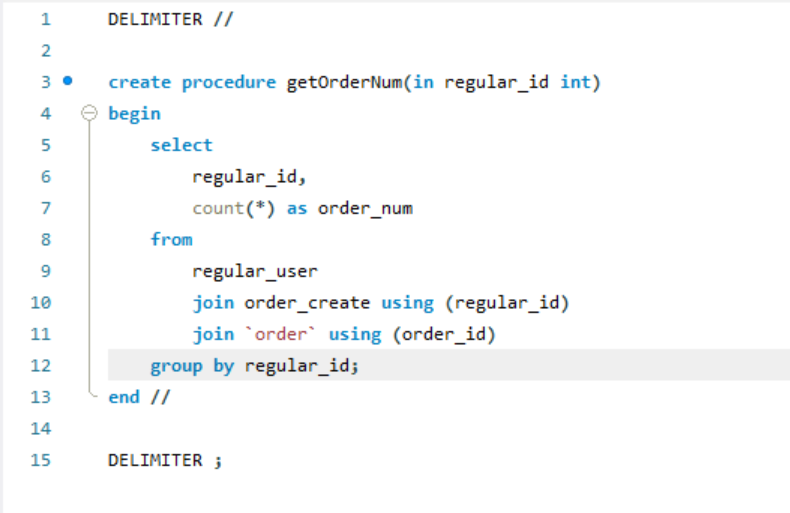 1 DELIMITER //
2
3 create procedure getOrderNum(in regular_id int)
4 begin
5 select
6 regular_id,
7 count(*) as order_num
8 from
9 regular_user
10 join order_create using (regular_id)
11 join `order` using (order_id)
12 group by regular_id;
13 end //
14
15 DELIMITER ;